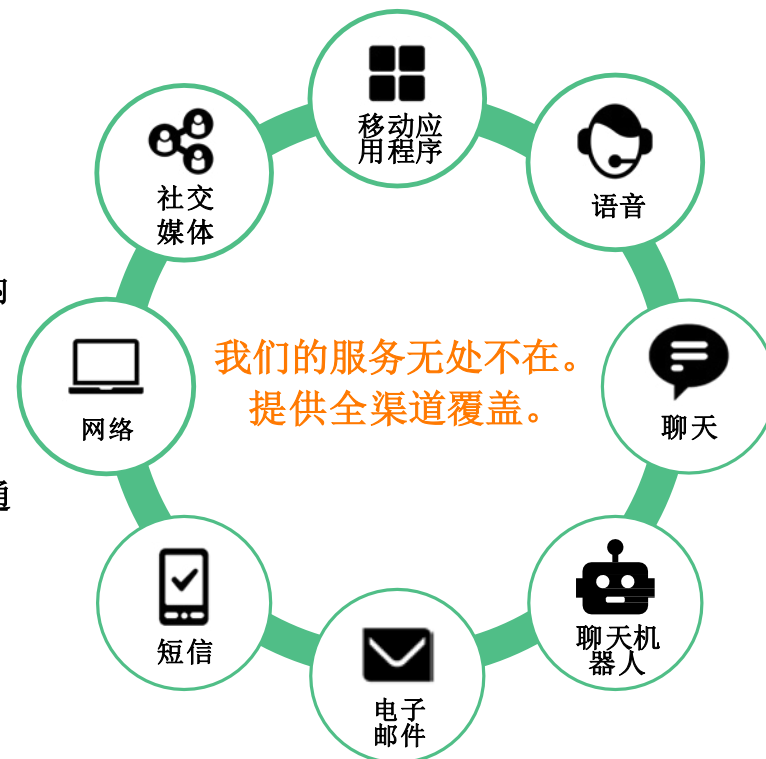 移动应
用程序
语音
社交
媒体
我们的服务无处不在。
提供全渠道覆盖。
网络
聊天
短信
聊天机
器人
电子
邮件
通